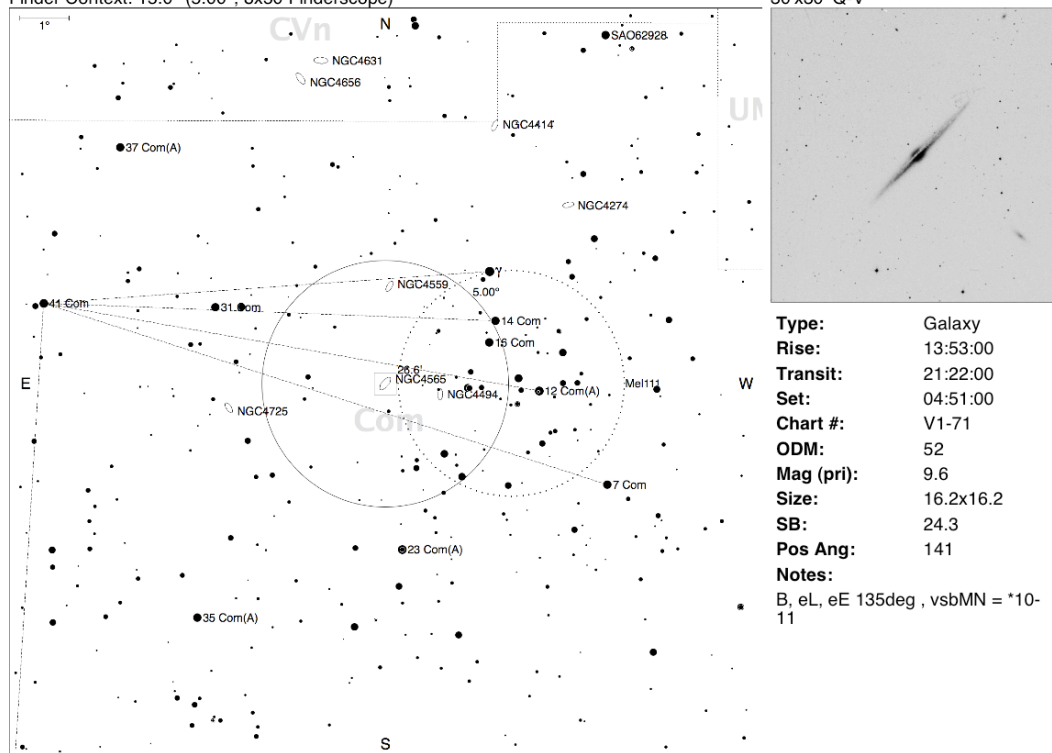 Finder Context: 15.0° (5.00°, 8x50 Finderscope)
30'x30' Q-V
1°
N
CVn
SAO62928
NGC4631
NGC4656
UM
NGC4414
37 Com(A)
NGC4274
γ
NGC4559
5.00°
41 Com
31 Com
14 Com
16 Com
26.6'
E
NGC4565
Mel111
W
NGC4494
12 Com(A)
NGC4725
Com
7 Com
23 Com(A)
35 Com(A)
S
Type: Galaxy
Rise: 13:53:00
Transit: 21:22:00
Set: 04:51:00
Chart #: V1-71
ODM: 52
Mag (pri): 9.6
Size: 16.2x16.2
SB: 24.3
Pos Ang: 141
Notes:
B, eL, eE 135deg , vsbMN = *10-
11